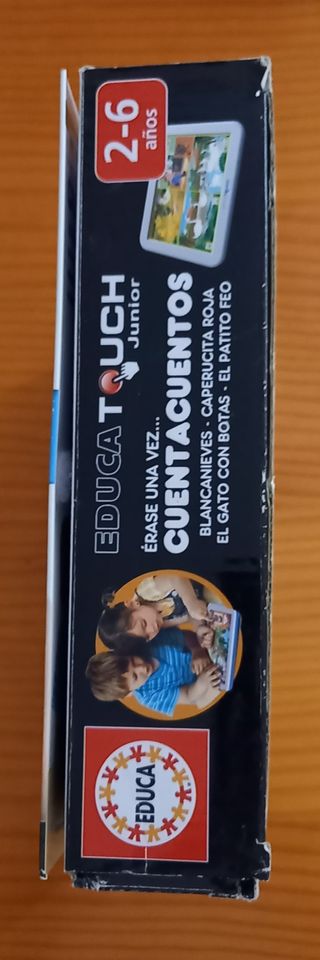 EDUCA
EDUCA TOUCH
Junior
ÉRASE UNA VEZ...
CUENTACUENTOS
BLANCANIEVES - CAPERUCITA ROJA
EL GATO CON BOTAS - EL PATITO FEO
2-6
años